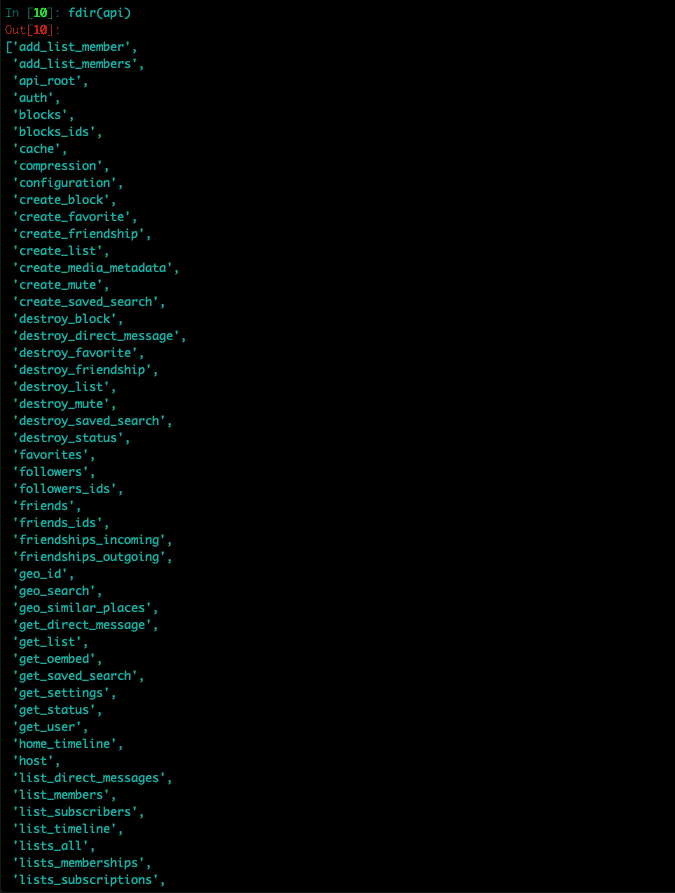 In [10]: fdir(api)
Out[10]:
['add_list_member',
'add_list_members',
'api_root',
'auth',
'blocks',
'blocks_ids',
'cache',
'compression',
'configuration',
'create_block',
'create_favorite',
'create_friendship',
'create_list',
'create_media_metadata',
'create_mute',
'create_saved_search',
'destroy_block',
'destroy_direct_message',
'destroy_favorite',
'destroy_friendship',
'destroy_list',
'destroy_mute',
'destroy_saved_search',
'destroy_status',
'favorites',
'followers',
'followers_ids',
'friends',
'friends_ids',
'friendships_incoming',
'friendships_outgoing',
'geo_id',
'geo_search',
'geo_similar_places',
'get_direct_message',
'get_list',
'get_oembed',
'get_saved_search',
'get_settings',
'get_status',
'get_user',
'home_timeline',
'host',
'list_direct_messages',
'list_members',
'list_subscribers',
'list_timeline',
'lists_all',
'lists_memberships',
'lists_subscriptions',